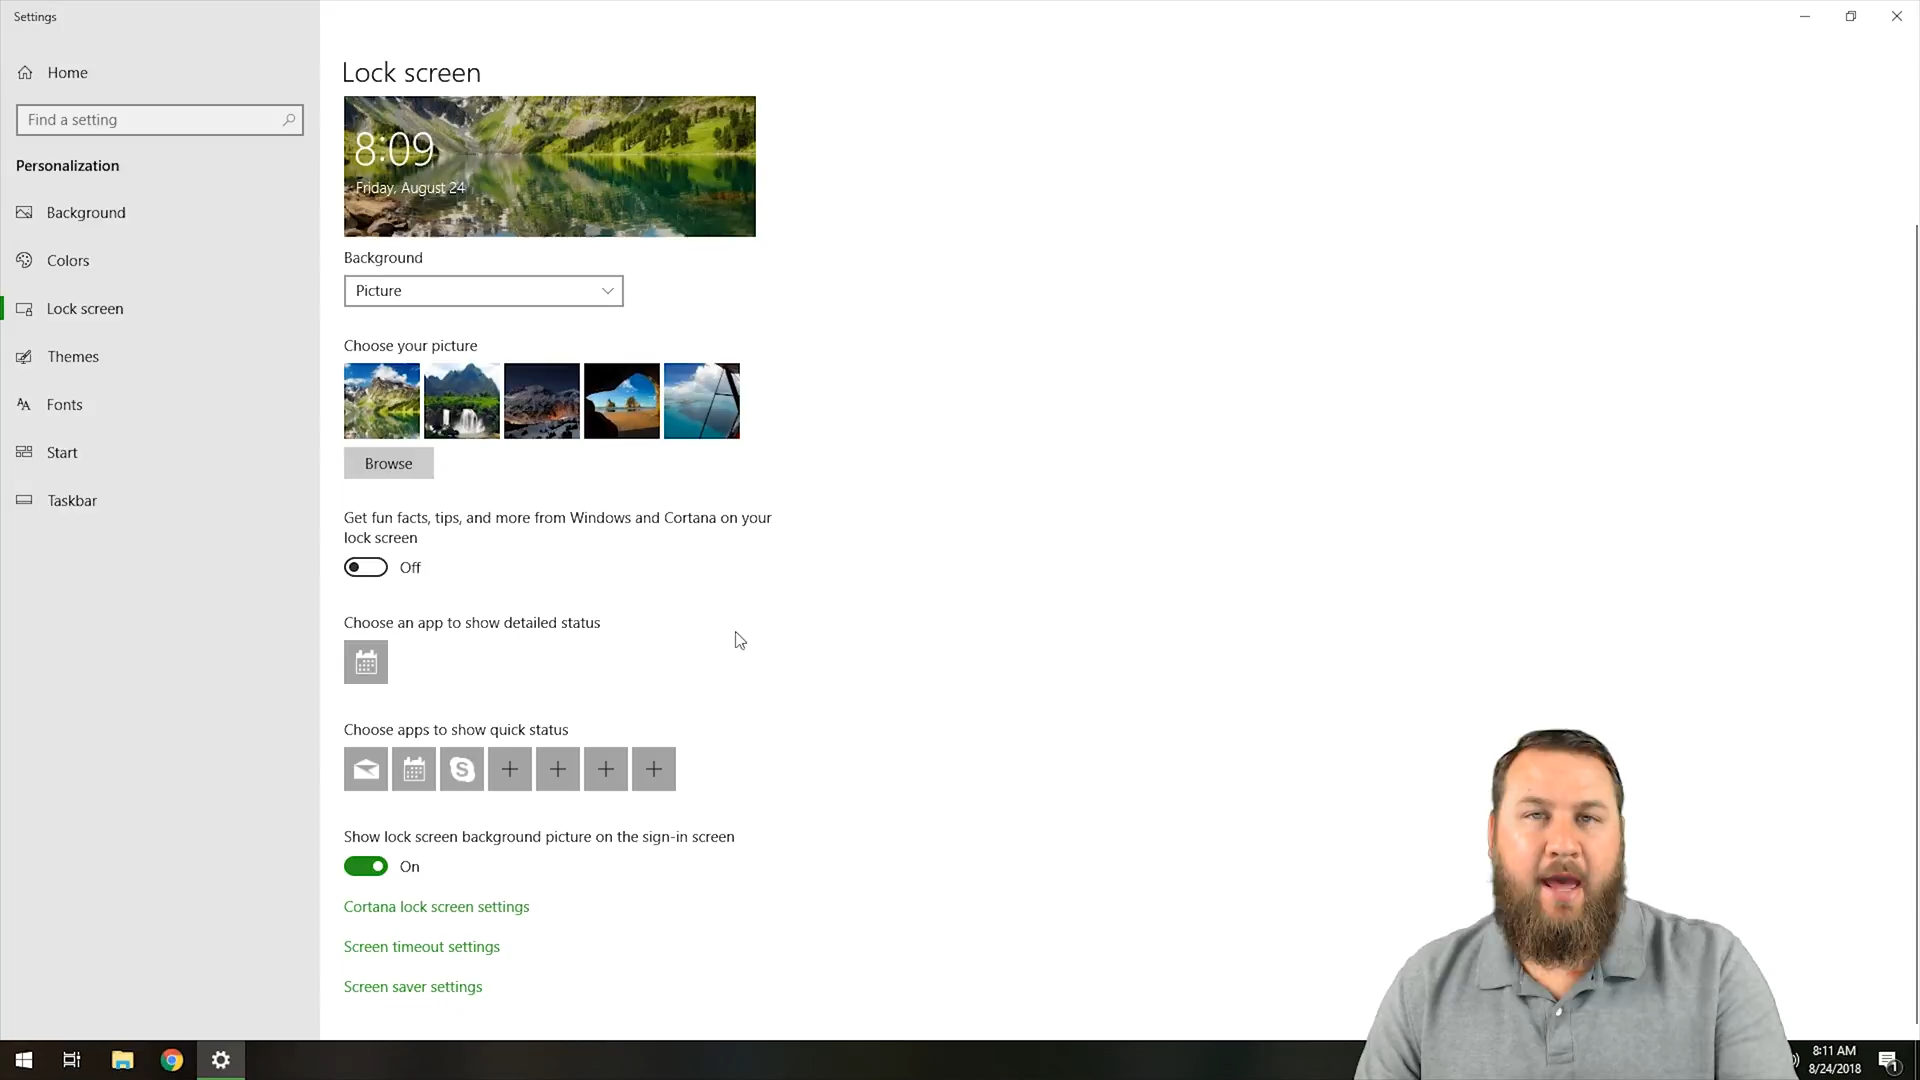 Settings
Home
Find a setting
Personalization
Background
Colors
Lock screen
Themes
Fonts
Start
Taskbar
Lock screen
8:09
Friday, August 24
Background
Picture
Choose your picture
Browse
Get fun facts, tips, and more from Windows and Cortana on your
lock screen
Off
Choose an app to show detailed status
Choose apps to show quick status
Show lock screen background picture on the sign-in screen
On
Cortana lock screen settings
Screen timeout settings
Screen saver settings
8:11 AM
8/24/2018
1